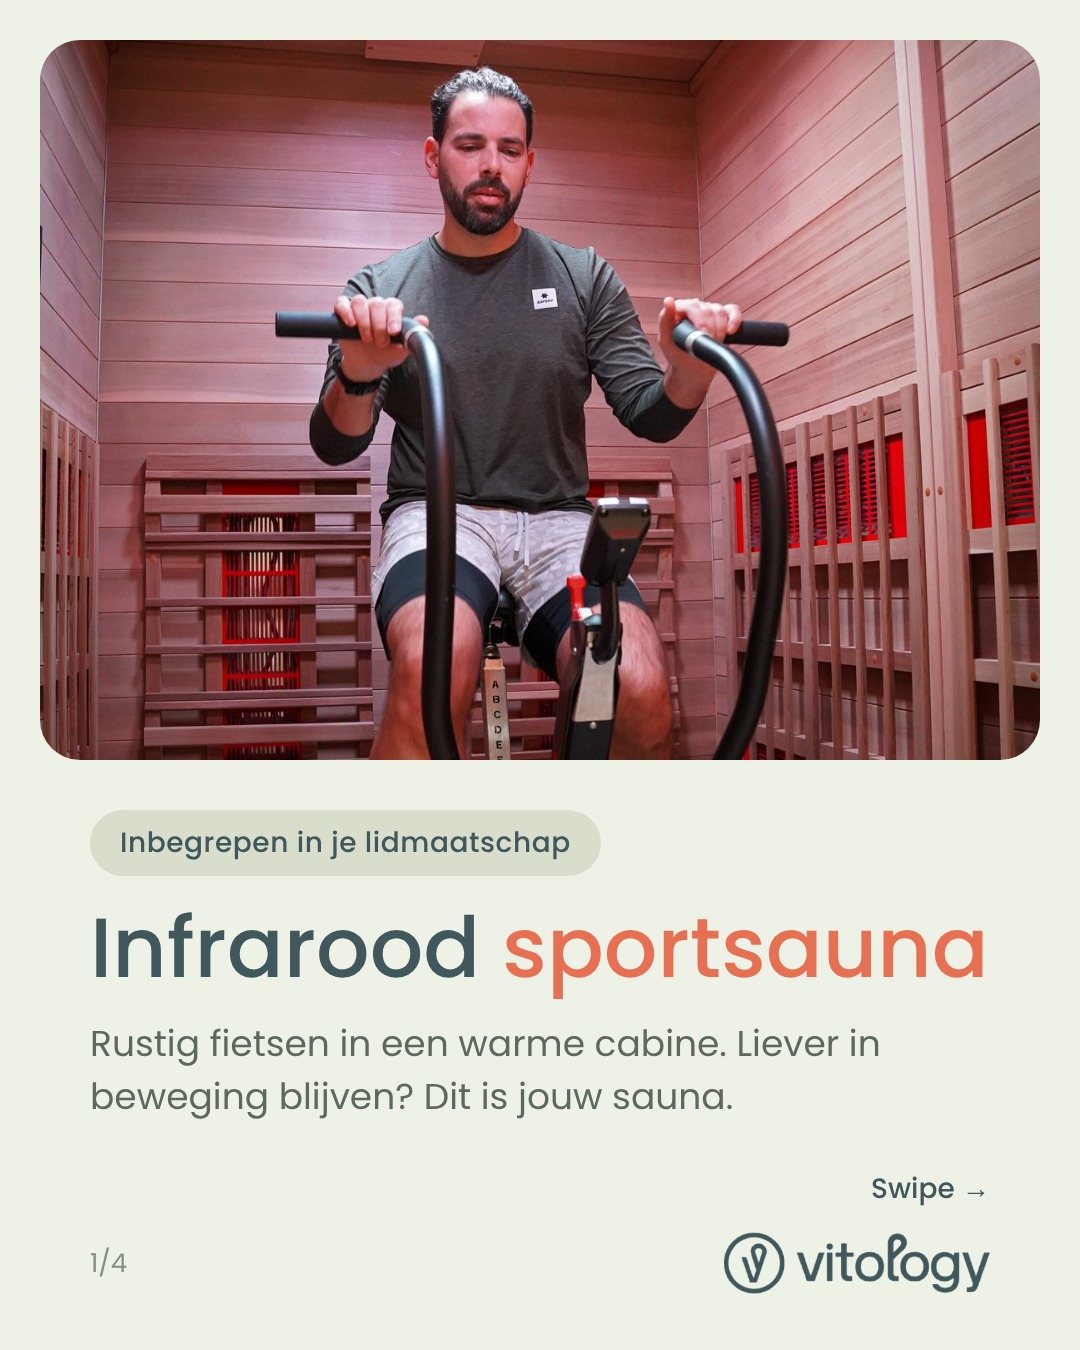 A
B
C
D
E
Inbegrepen in je lidmaatschap
Infrarood sportsauna
Rustig fietsen in een warme cabine. Liever in
beweging blijven? Dit is jouw sauna.
Swipe →
1/4
vitology